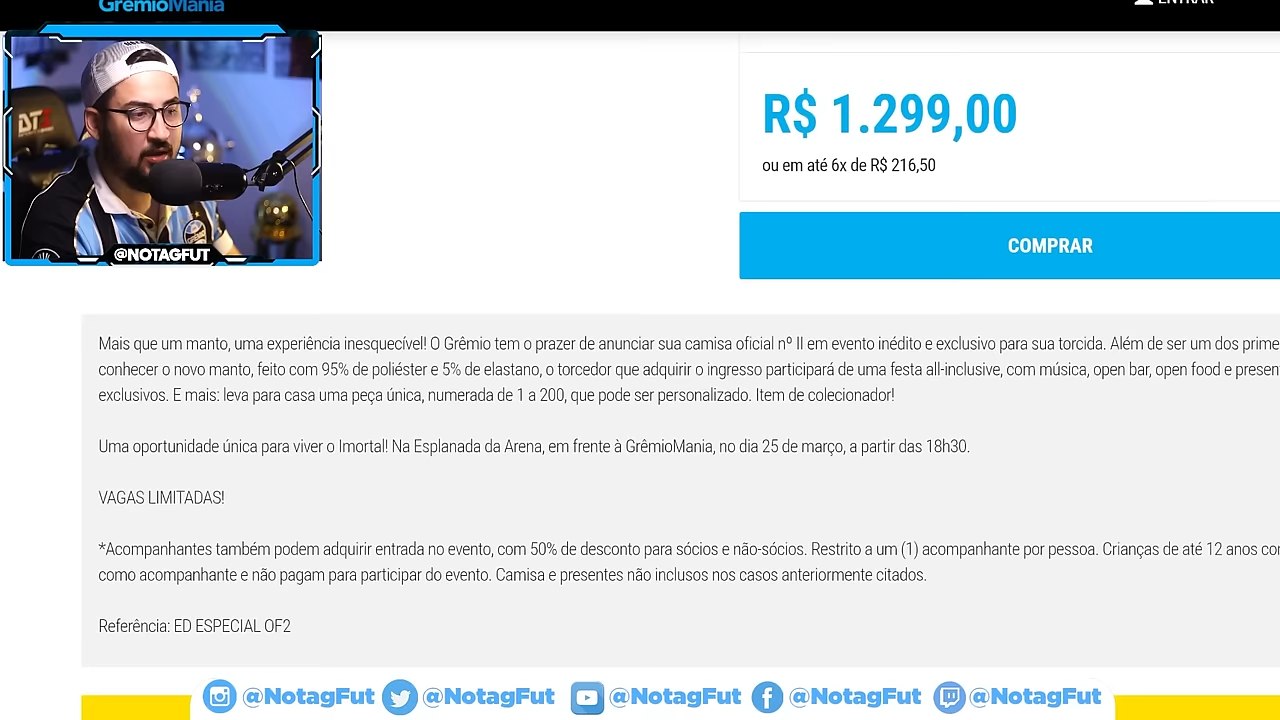 GrêmioMania
ENTRAR
R$ 1.299,00
ou em até 6x de R$ 216,50
COMPRAR
@NOTAGFUT
Mais que um manto, uma experiência inesquecível! O Grêmio tem o prazer de anunciar sua camisa oficial nº II em evento inédito e exclusivo para sua torcida. Além de ser um dos prime
conhecer o novo manto, feito com 95% de poliéster e 5% de elastano, o torcedor que adquirir o ingresso participará de uma festa all-inclusive, com música, open bar, open food e presen
exclusivos. E mais: leva para casa uma peça única, numerada de 1 a 200, que pode ser personalizado. Item de colecionador!
Uma oportunidade única para viver o Imortal! Na Esplanada da Arena, em frente à GrêmioMania, no dia 25 de março, a partir das 18h30.
VAGAS LIMITADAS!
*Acompanhantes também podem adquirir entrada no evento, com 50% de desconto para sócios e não-sócios. Restrito a um (1) acompanhante por pessoa. Crianças de até 12 anos co
como acompanhante e não pagam para participar do evento. Camisa e presentes não inclusos nos casos anteriormente citados.
Referência: ED ESPECIAL OF2
@NotagFut @NotagFut @NotagFut @NotagFut @NotagFut